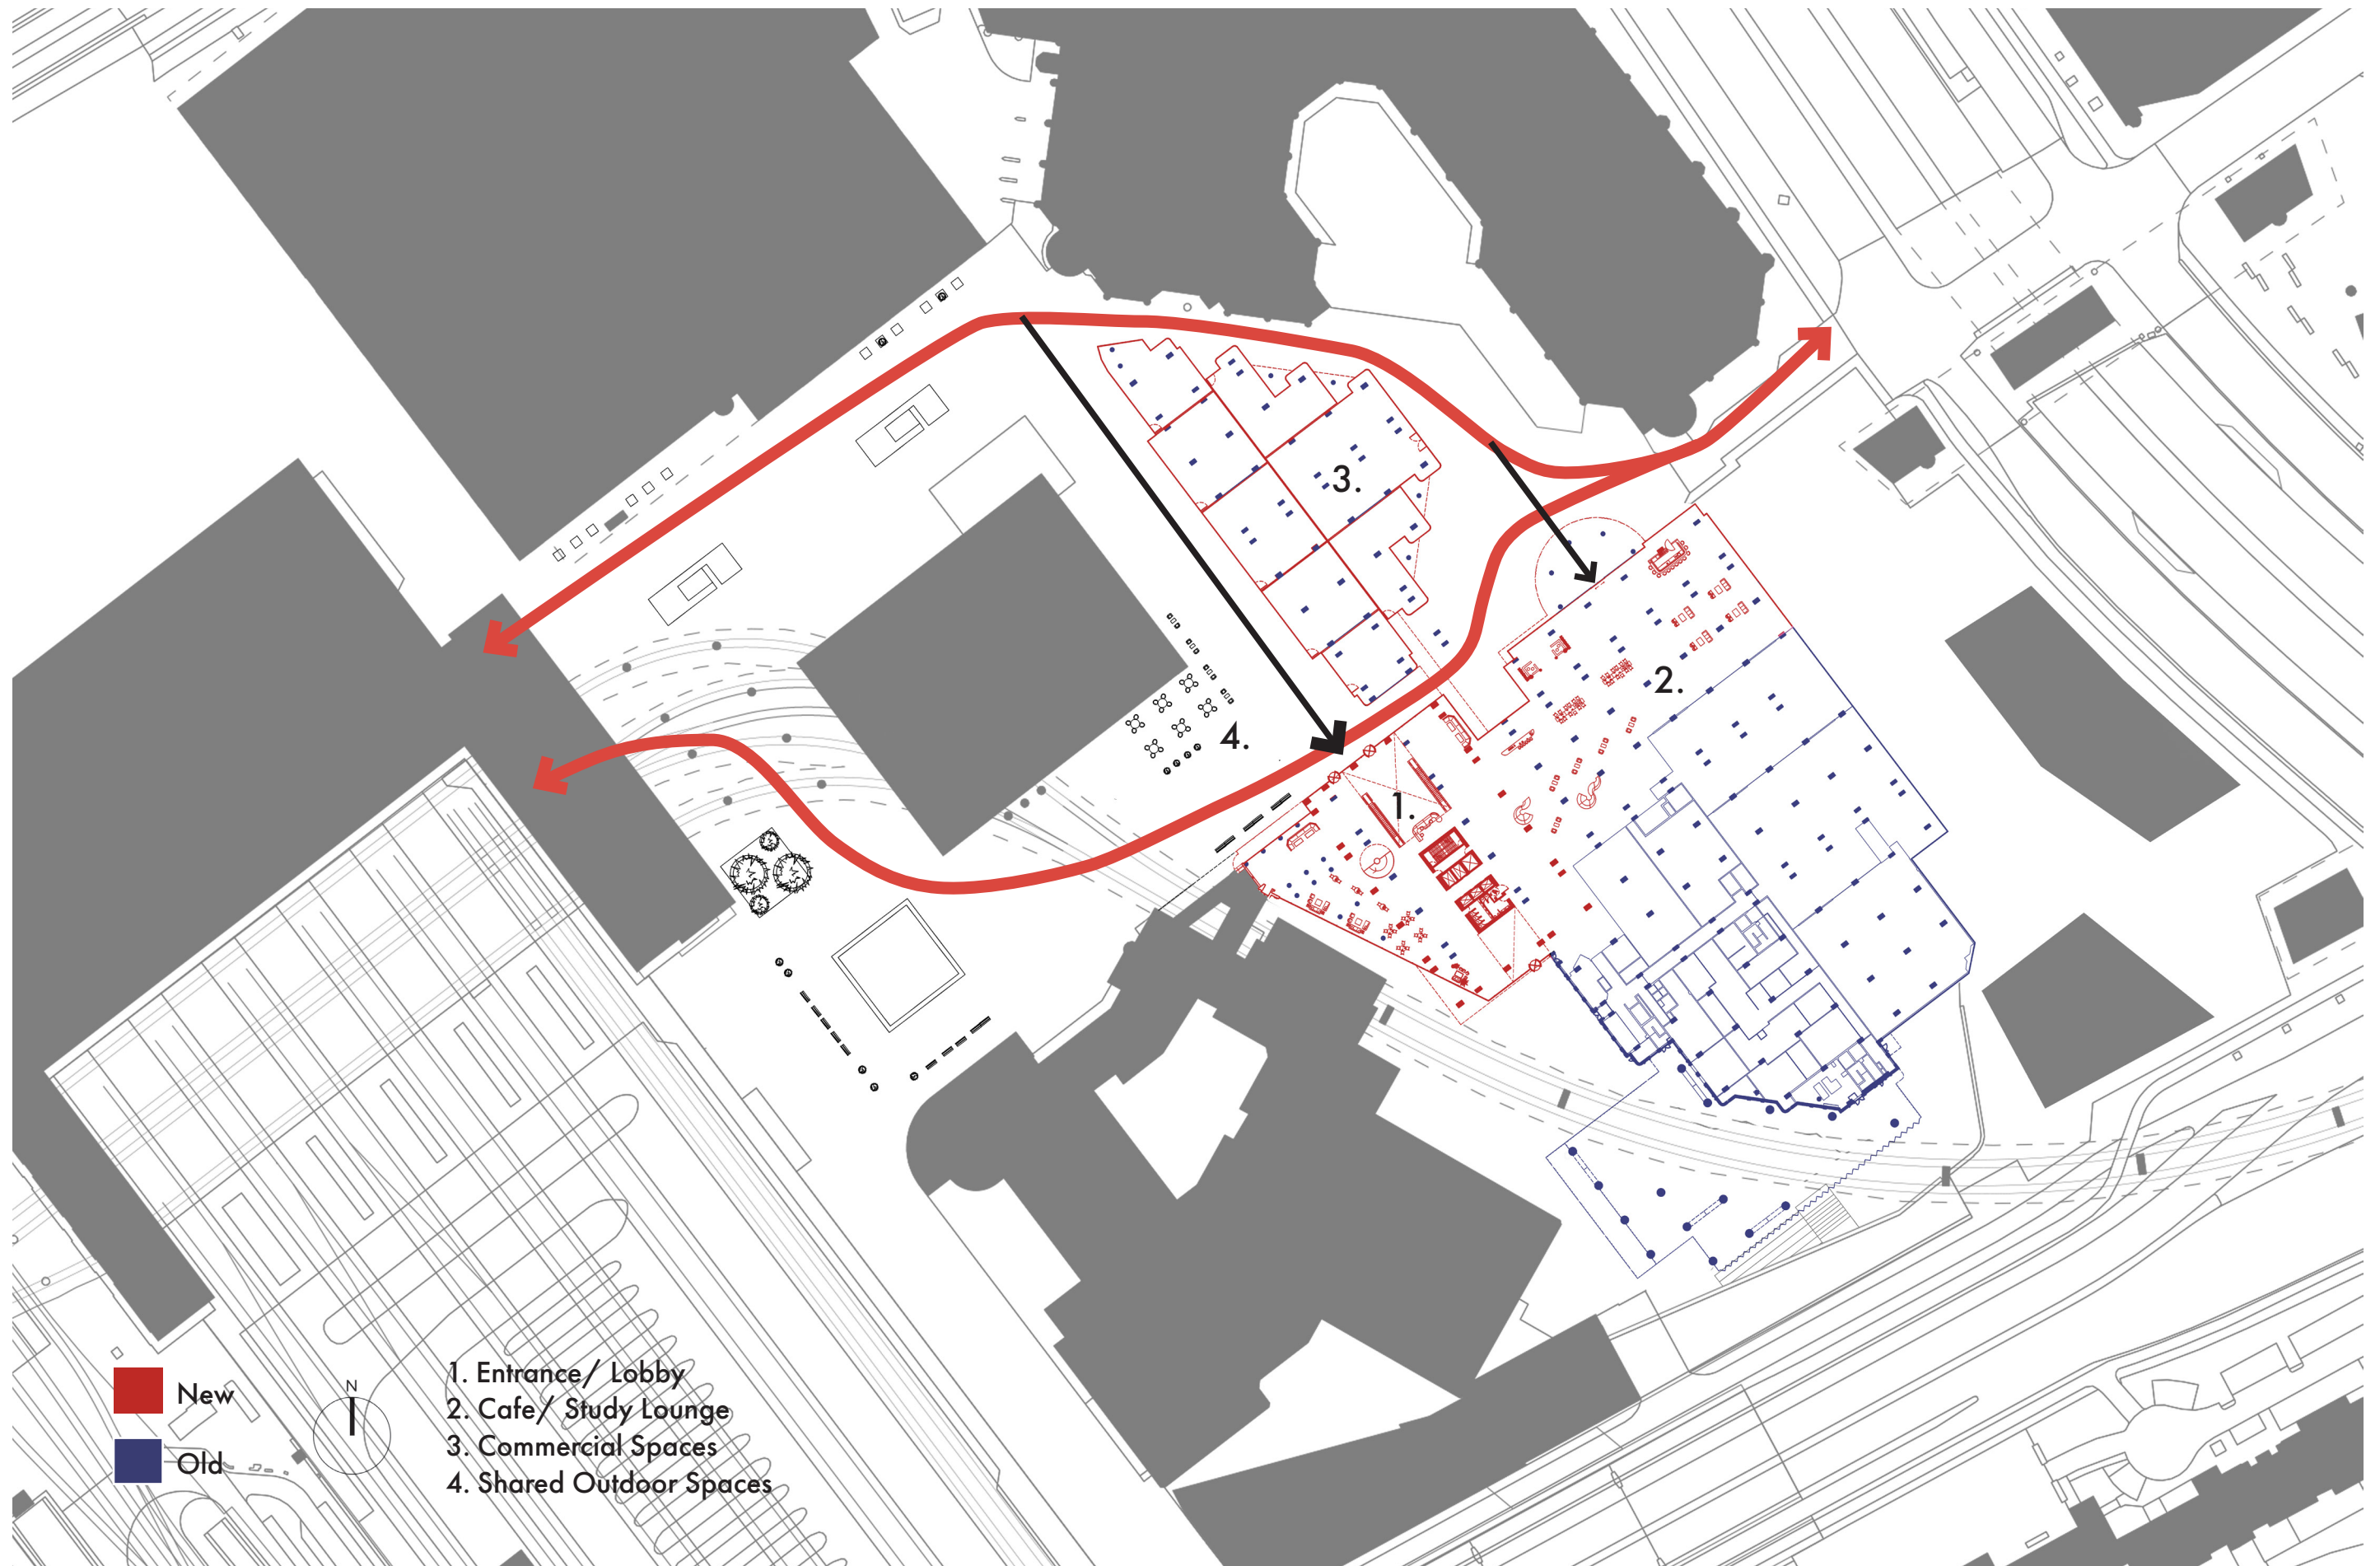 3.
2.
4.
1.
New
Old
N
1. Entrance/ Lobby
2. Cafe/ Study Lounge
3. Commercial Spaces
4. Shared Outdoor Spaces